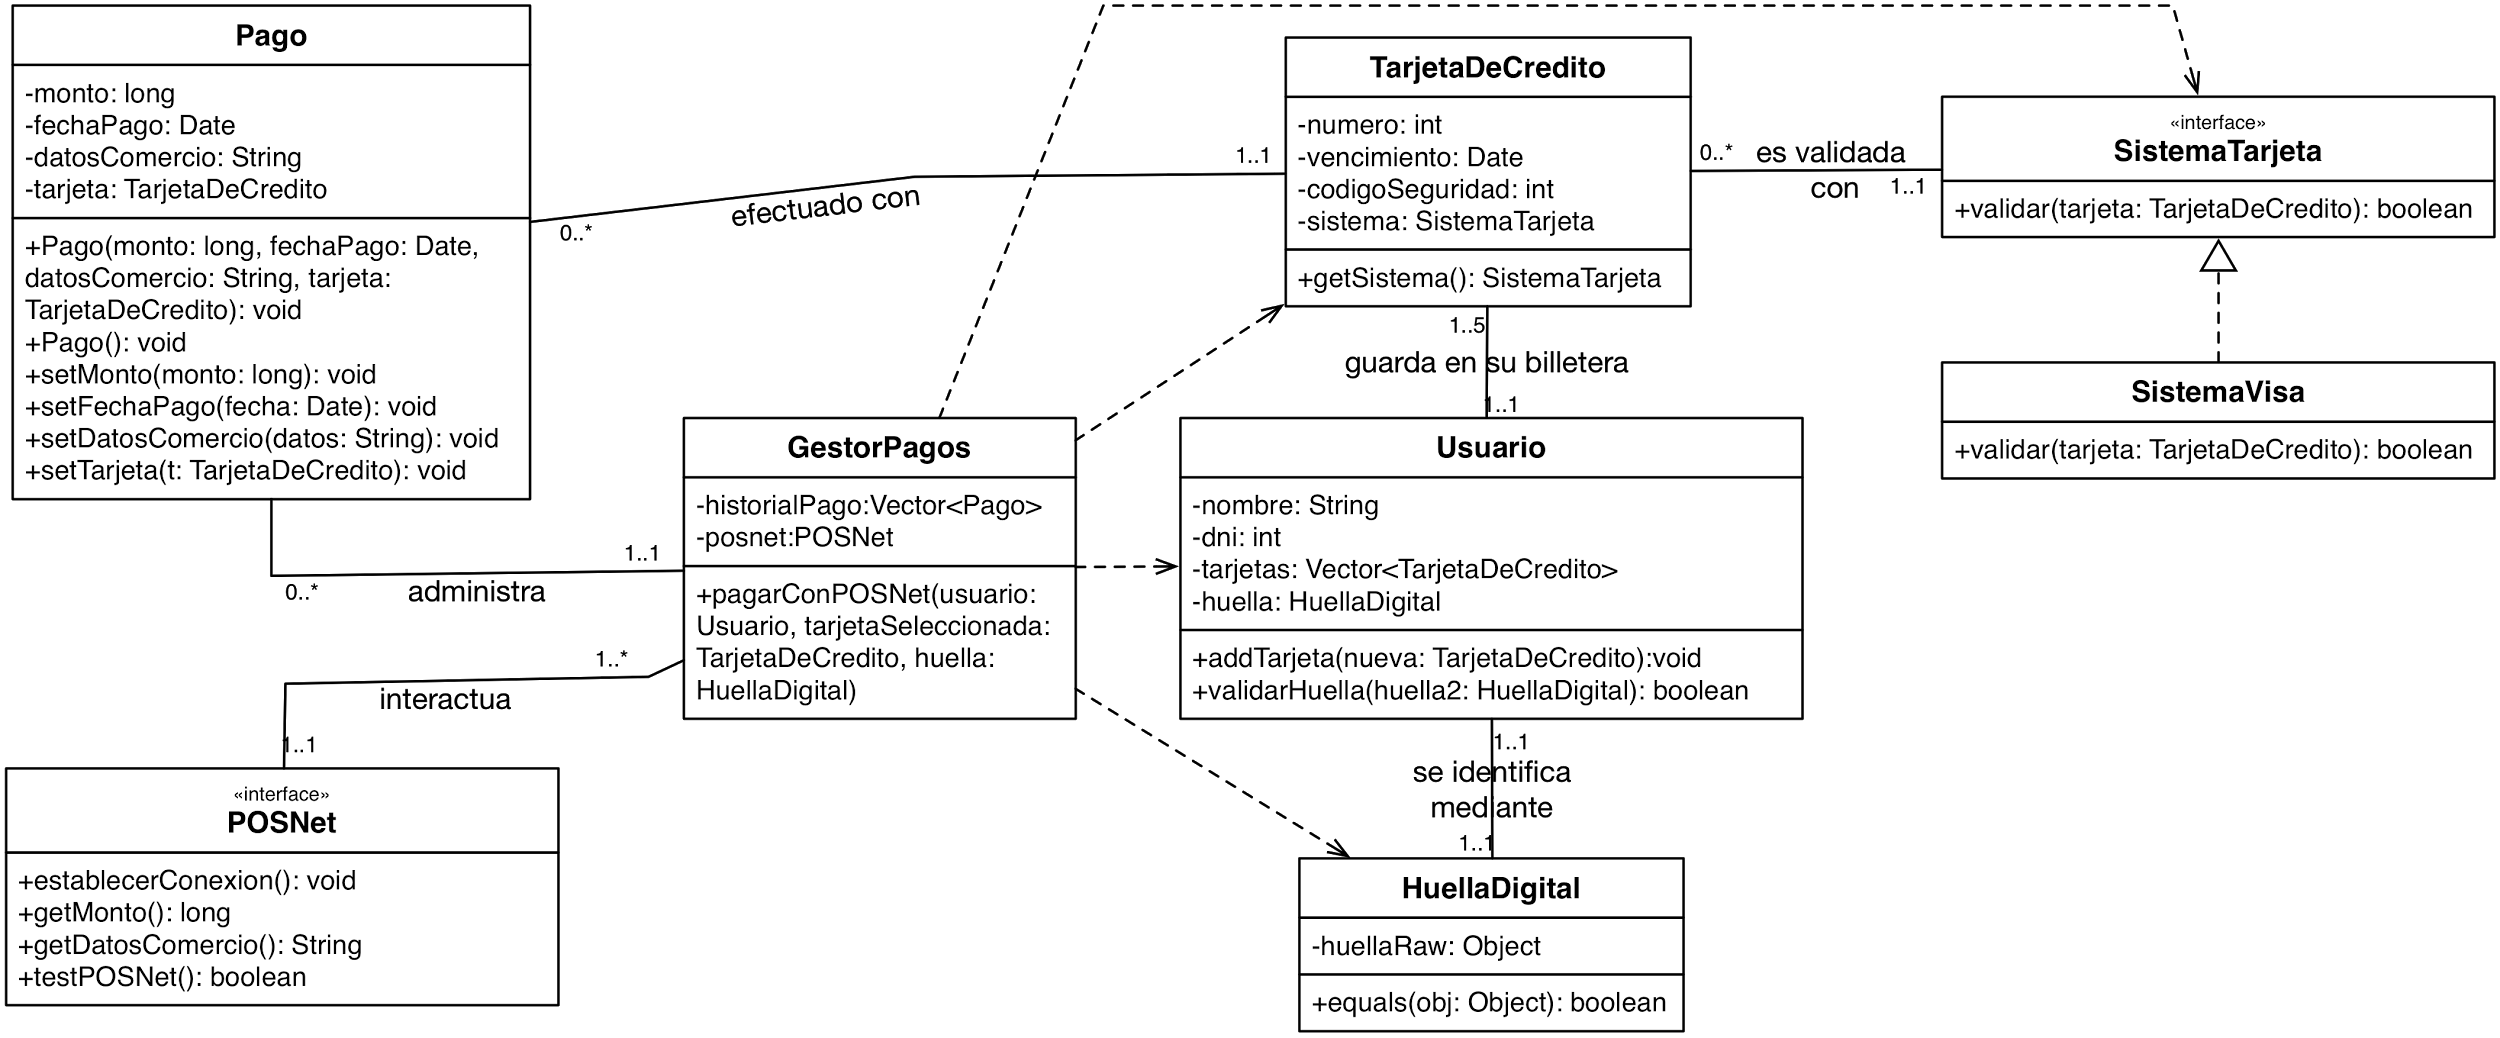 Pago
-monto: long
-fechaPago: Date
-datosComercio: String
-tarjeta: TarjetaDeCredito
+Pago(monto: long, fechaPago: Date,
datosComercio: String, tarjeta:
TarjetaDeCredito): void
+Pago(): void
+setMonto(monto: long): void
+setFechaPago(fecha: Date): void
+setDatosComercio(datos: String): void
+setTarjeta(t: TarjetaDeCredito): void
0..*
efectuado con
1..1
TarjetaDeCredito
-numero: int
-vencimiento: Date
-codigoSeguridad: int
-sistema: SistemaTarjeta
+getSistema(): SistemaTarjeta
0..*
es validada
con
1..1
«interface»
SistemaTarjeta
+validar(tarjeta: TarjetaDeCredito): boolean
SistemaVisa
+validar(tarjeta: TarjetaDeCredito): boolean
1..5
guarda en su billetera
1..1
GestorPagos
-historialPago:Vector<Pago>
-posnet:POSNet
+pagarConPOSNet(usuario:
Usuario, tarjetaSeleccionada:
TarjetaDeCredito, huella:
HuellaDigital)
Usuario
-nombre: String
-dni: int
-tarjetas: Vector<TarjetaDeCredito>
-huella: HuellaDigital
+addTarjeta(nueva: TarjetaDeCredito):void
+validarHuella(huella2: HuellaDigital): boolean
1..1
0..*
administra
1..*
interactua
1..1
«interface»
POSNet
+establecerConexion(): void
+getMonto(): long
+getDatosComercio(): String
+testPOSNet(): boolean
1..1
se identifica
mediante
1..1
HuellaDigital
-huellaRaw: Object
+equals(obj: Object): boolean